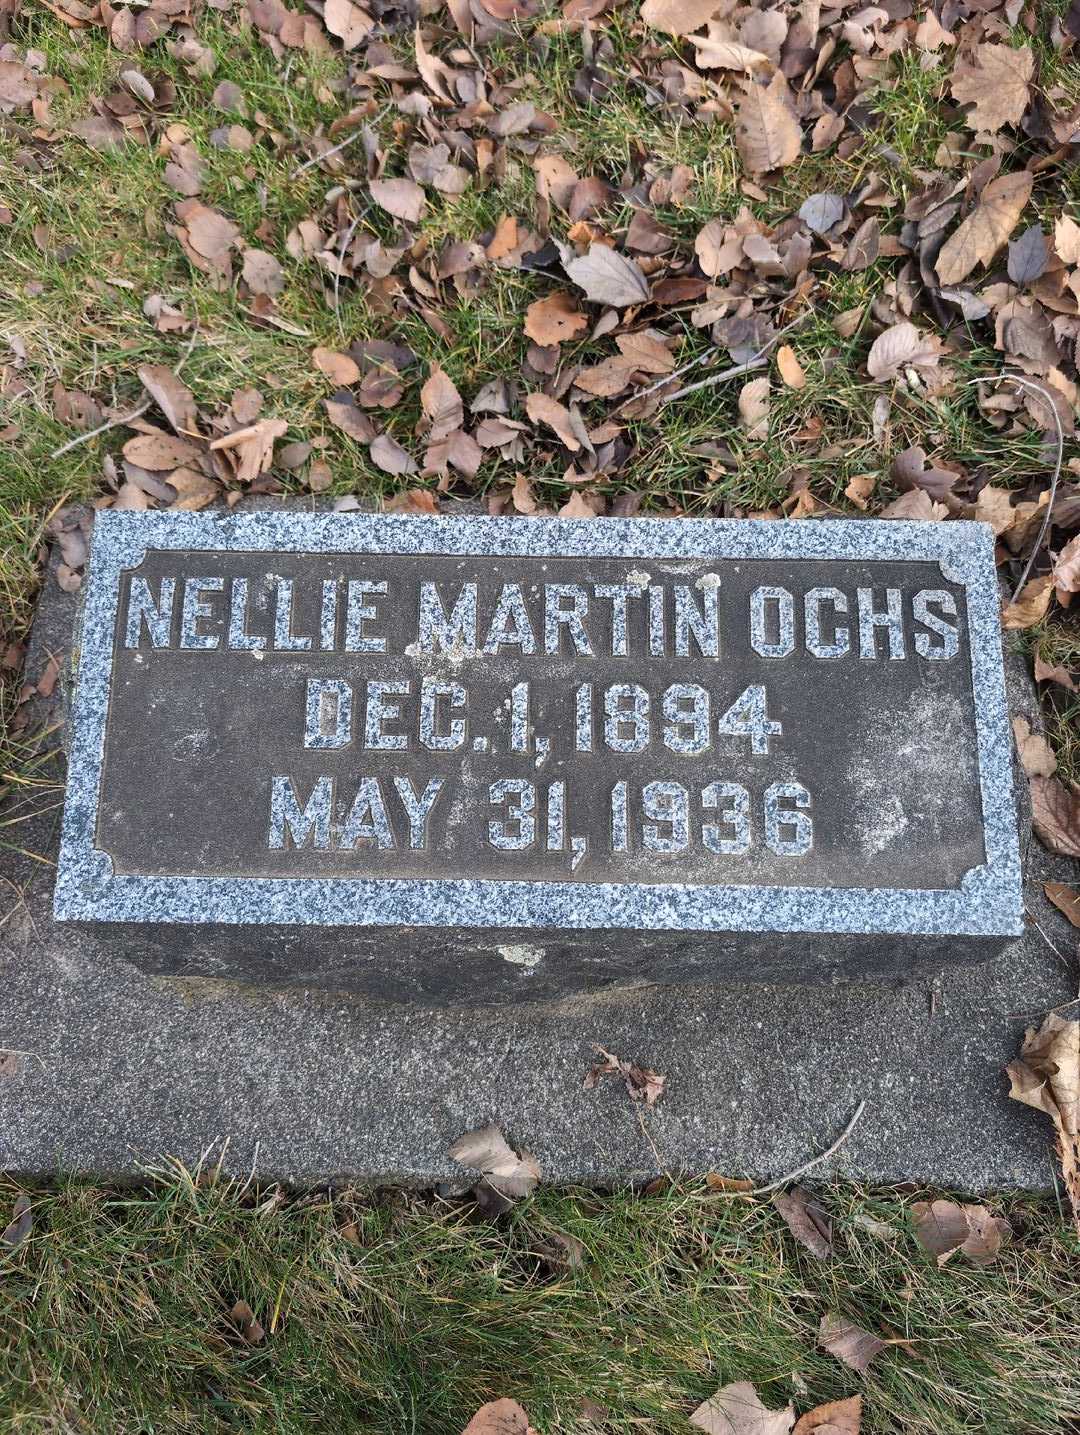 NELLIE MARTIN OCHS
DEC. 1, 1894
MAY 31, 1936